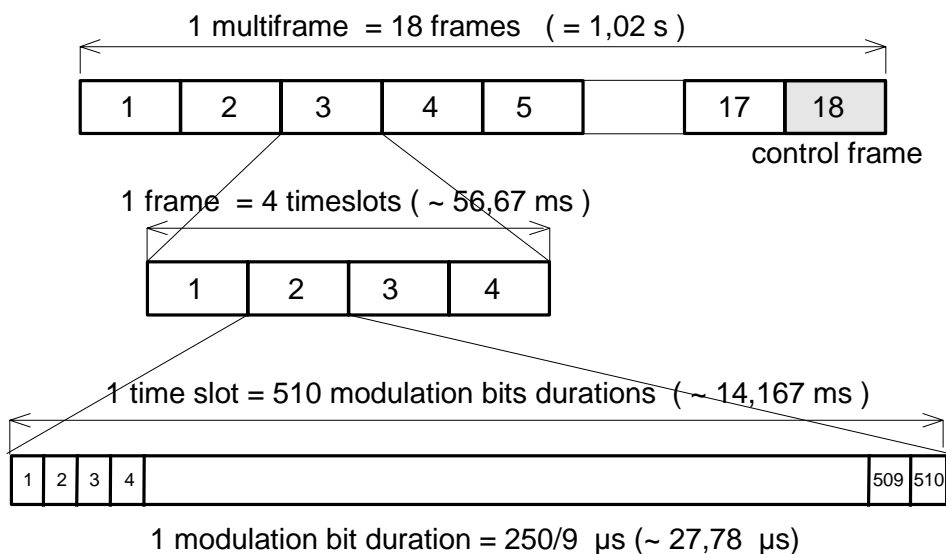 1 multiframe = 18 frames ( = 1,02 s )
1 2 3 4 5 17 18
control frame
1 frame = 4 timeslots ( ~ 56,67 ms )
1 2 3 4
1 time slot = 510 modulation bits durations ( ~ 14,167 ms )
1 2 3 4 509 510
1 modulation bit duration = 250/9 μs (~ 27,78 μs)